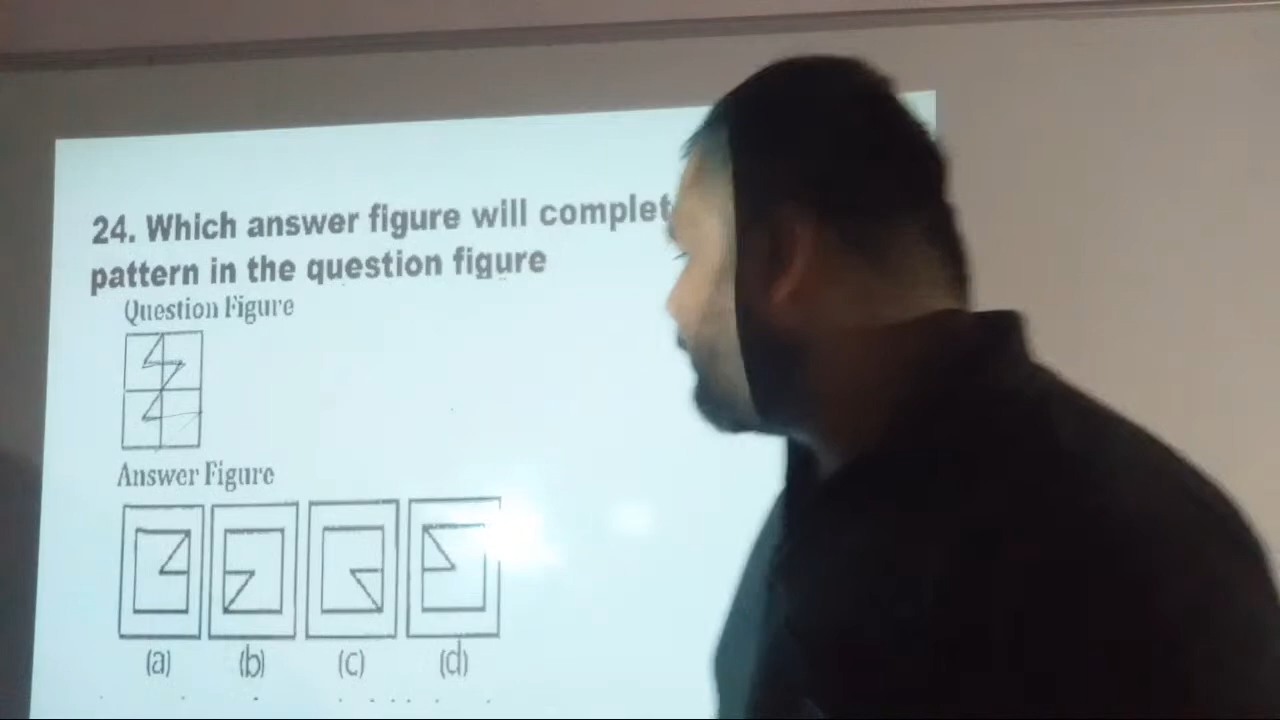 24. Which answer figure will complet
pattern in the question figure
Question Figure
Answer Figure
(a) (b) (c) (d)